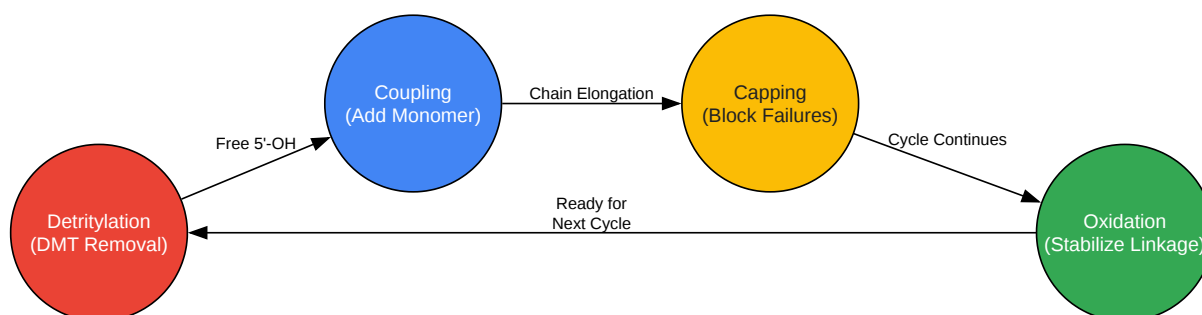 Detritylation
(DMT Removal)
Free 5'-OH
Coupling
(Add Monomer)
Chain Elongation
Capping
(Block Failures)
Cycle Continues
Oxidation
(Stabilize Linkage)
Ready for
Next Cycle